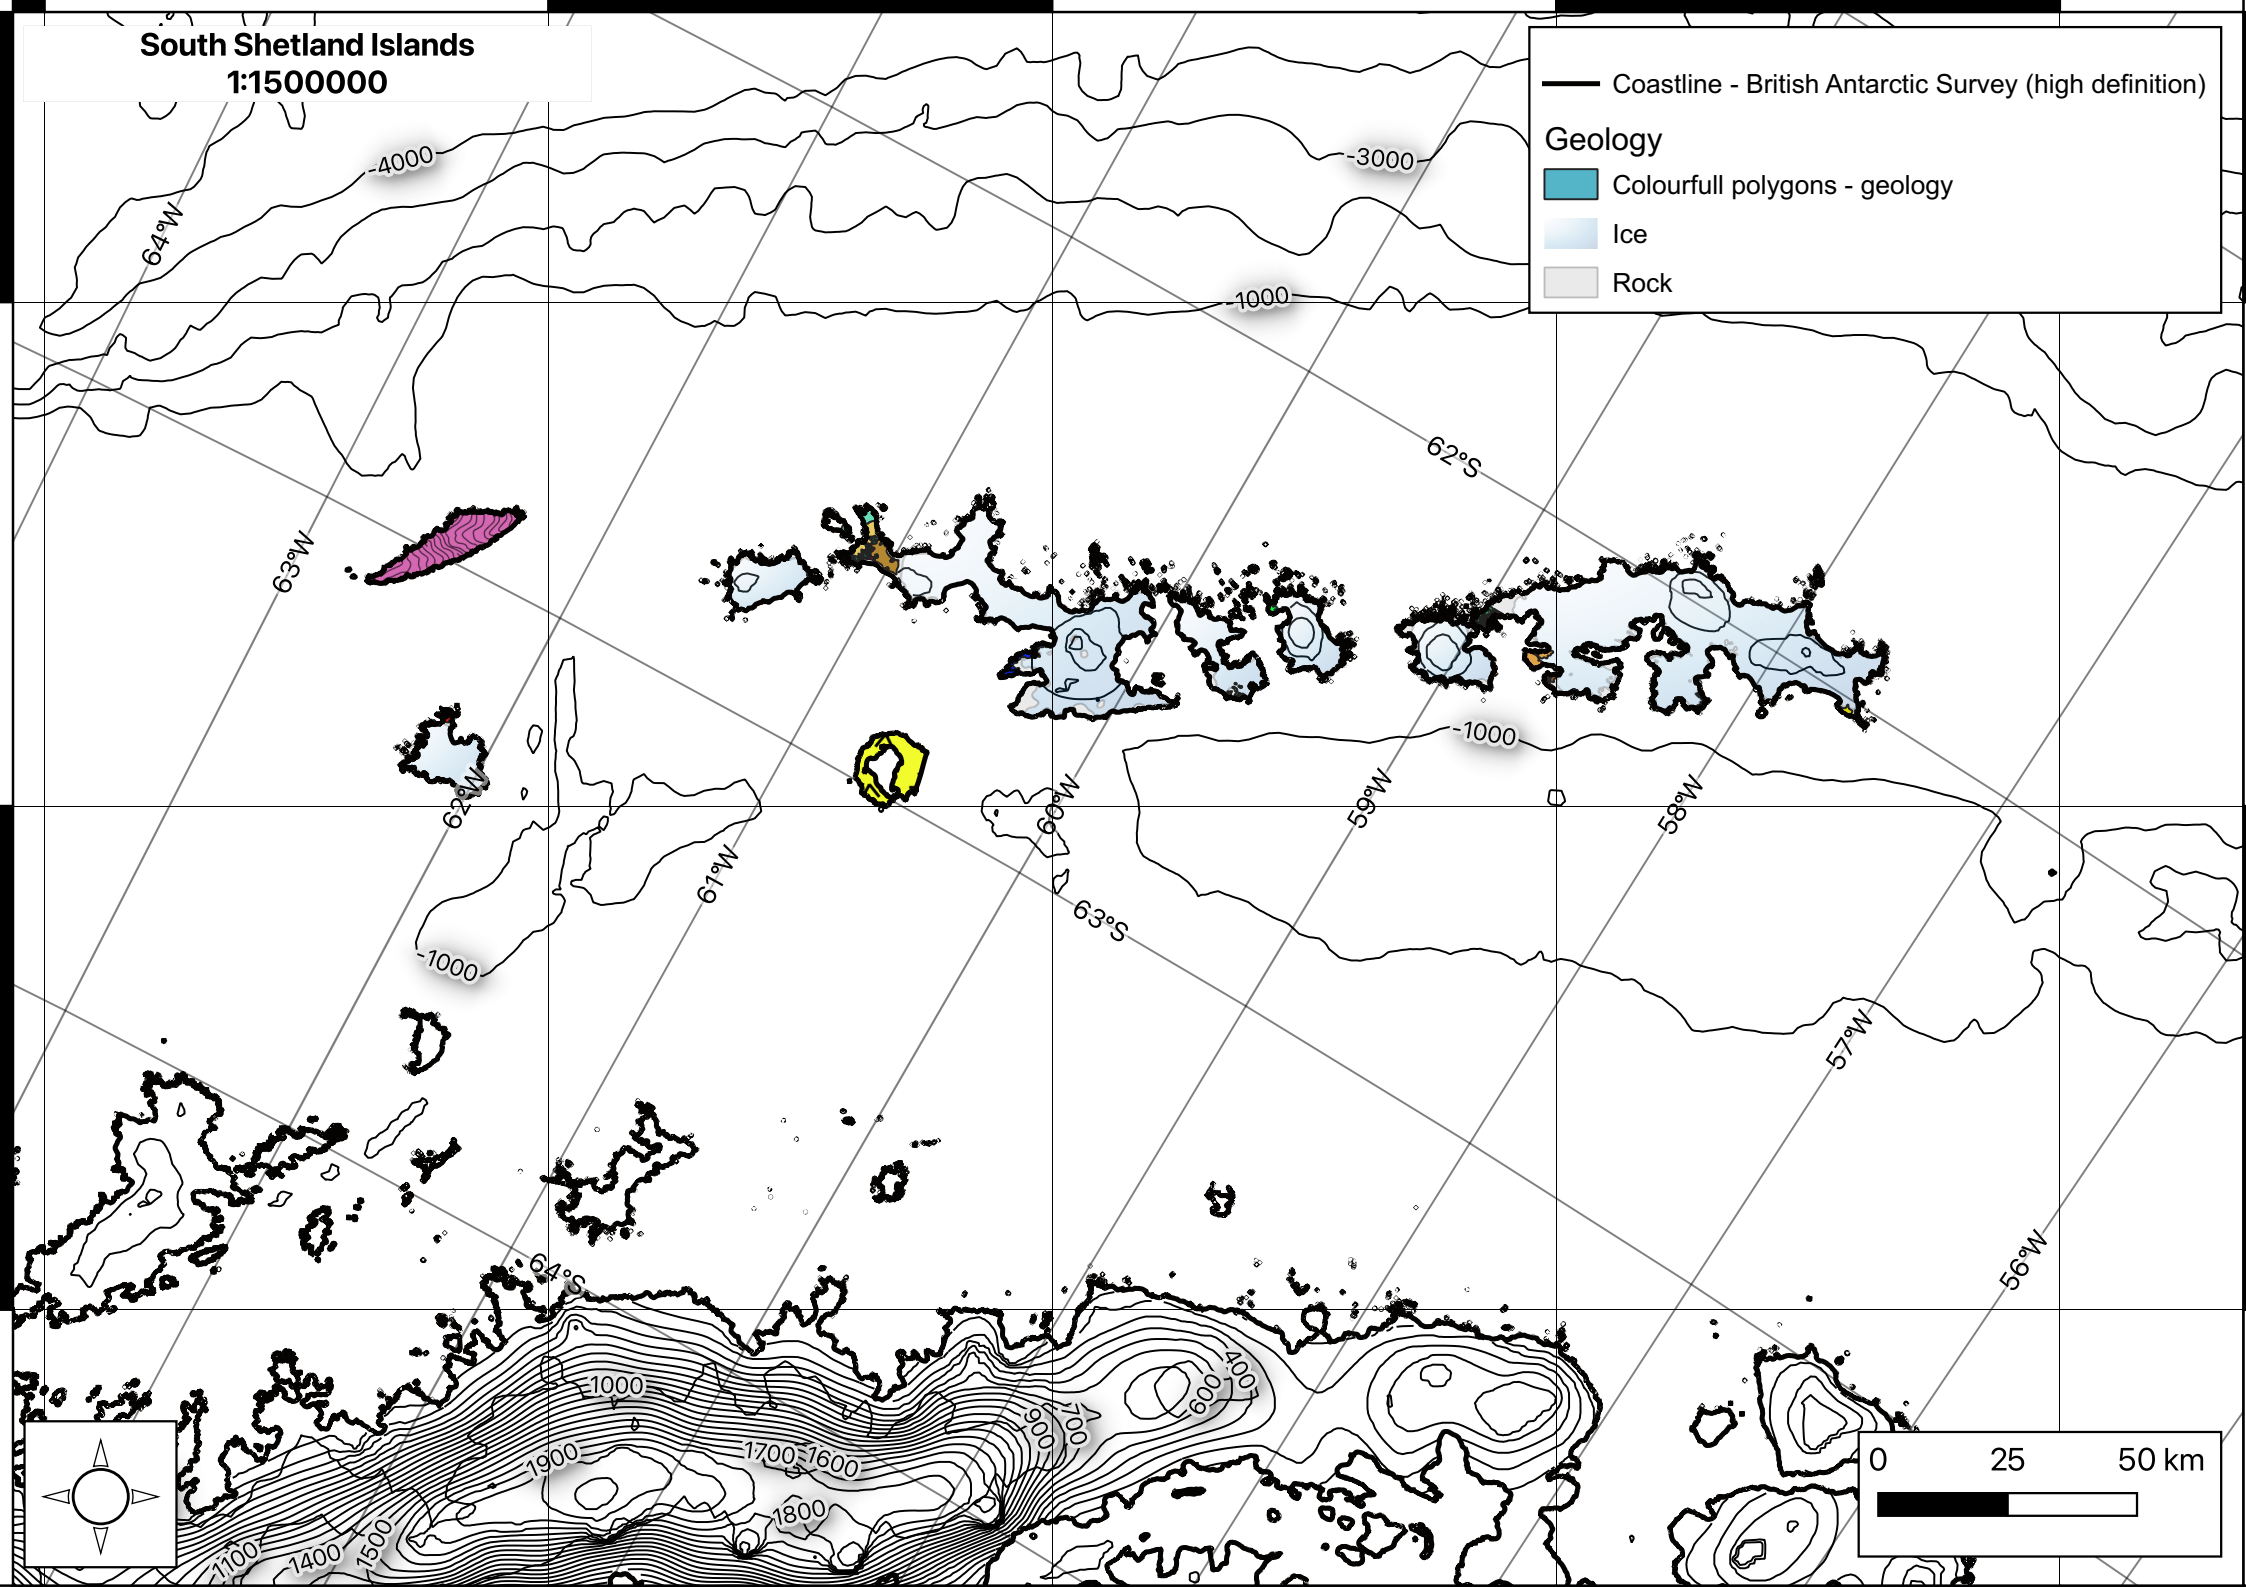 South Shetland Islands
1:1500000
Coastline - British Antarctic Survey (high definition)
Geology
Colourfull polygons - geology
Ice
Rock
-4000
-3000
64°W
-1000
62°S
63°W
-1000
62°W
60°W
59°W
58°W
61°W
63°S
-1000
57°W
56°W
64°S
1000
400
600
700
900
1900
1700
1600
1800
1500
1400
1100
0 25 50 km